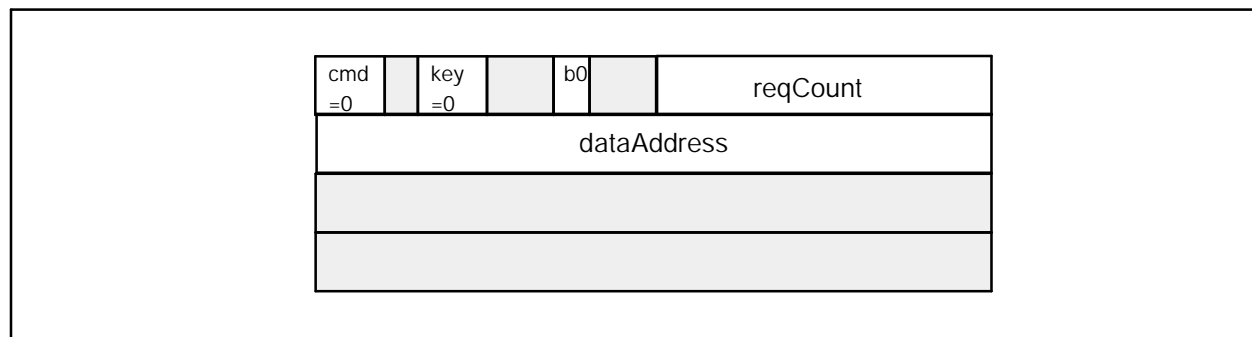 cmd
=0
key
=0
b0
reqCount
dataAddress